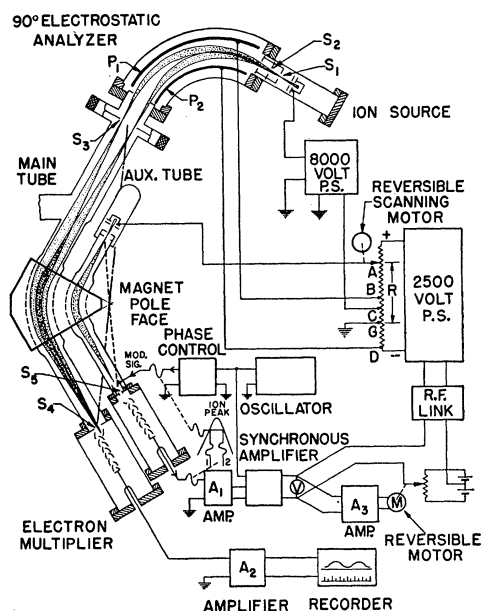 90° ELECTROSTATIC
ANALYZER
P1
P2
S2
S1
S3
ION SOURCE
MAIN
TUBE
AUX. TUBE
8000
VOLT
P.S.
REVERSIBLE
SCANNING
MOTOR
+
A
B
R
C
G
D
−
2500
VOLT
P.S.
MAGNET
POLE
FACE
PHASE
CONTROL
MOD.
SIG.
OSCILLATOR
R.F.
LINK
S5
S4
ION
PEAK
1
2
SYNCHRONOUS
AMPLIFIER
A1
AMP.
V
A3
AMP.
M
REVERSIBLE
MOTOR
ELECTRON
MULTIPLIER
A2
AMPLIFIER
RECORDER